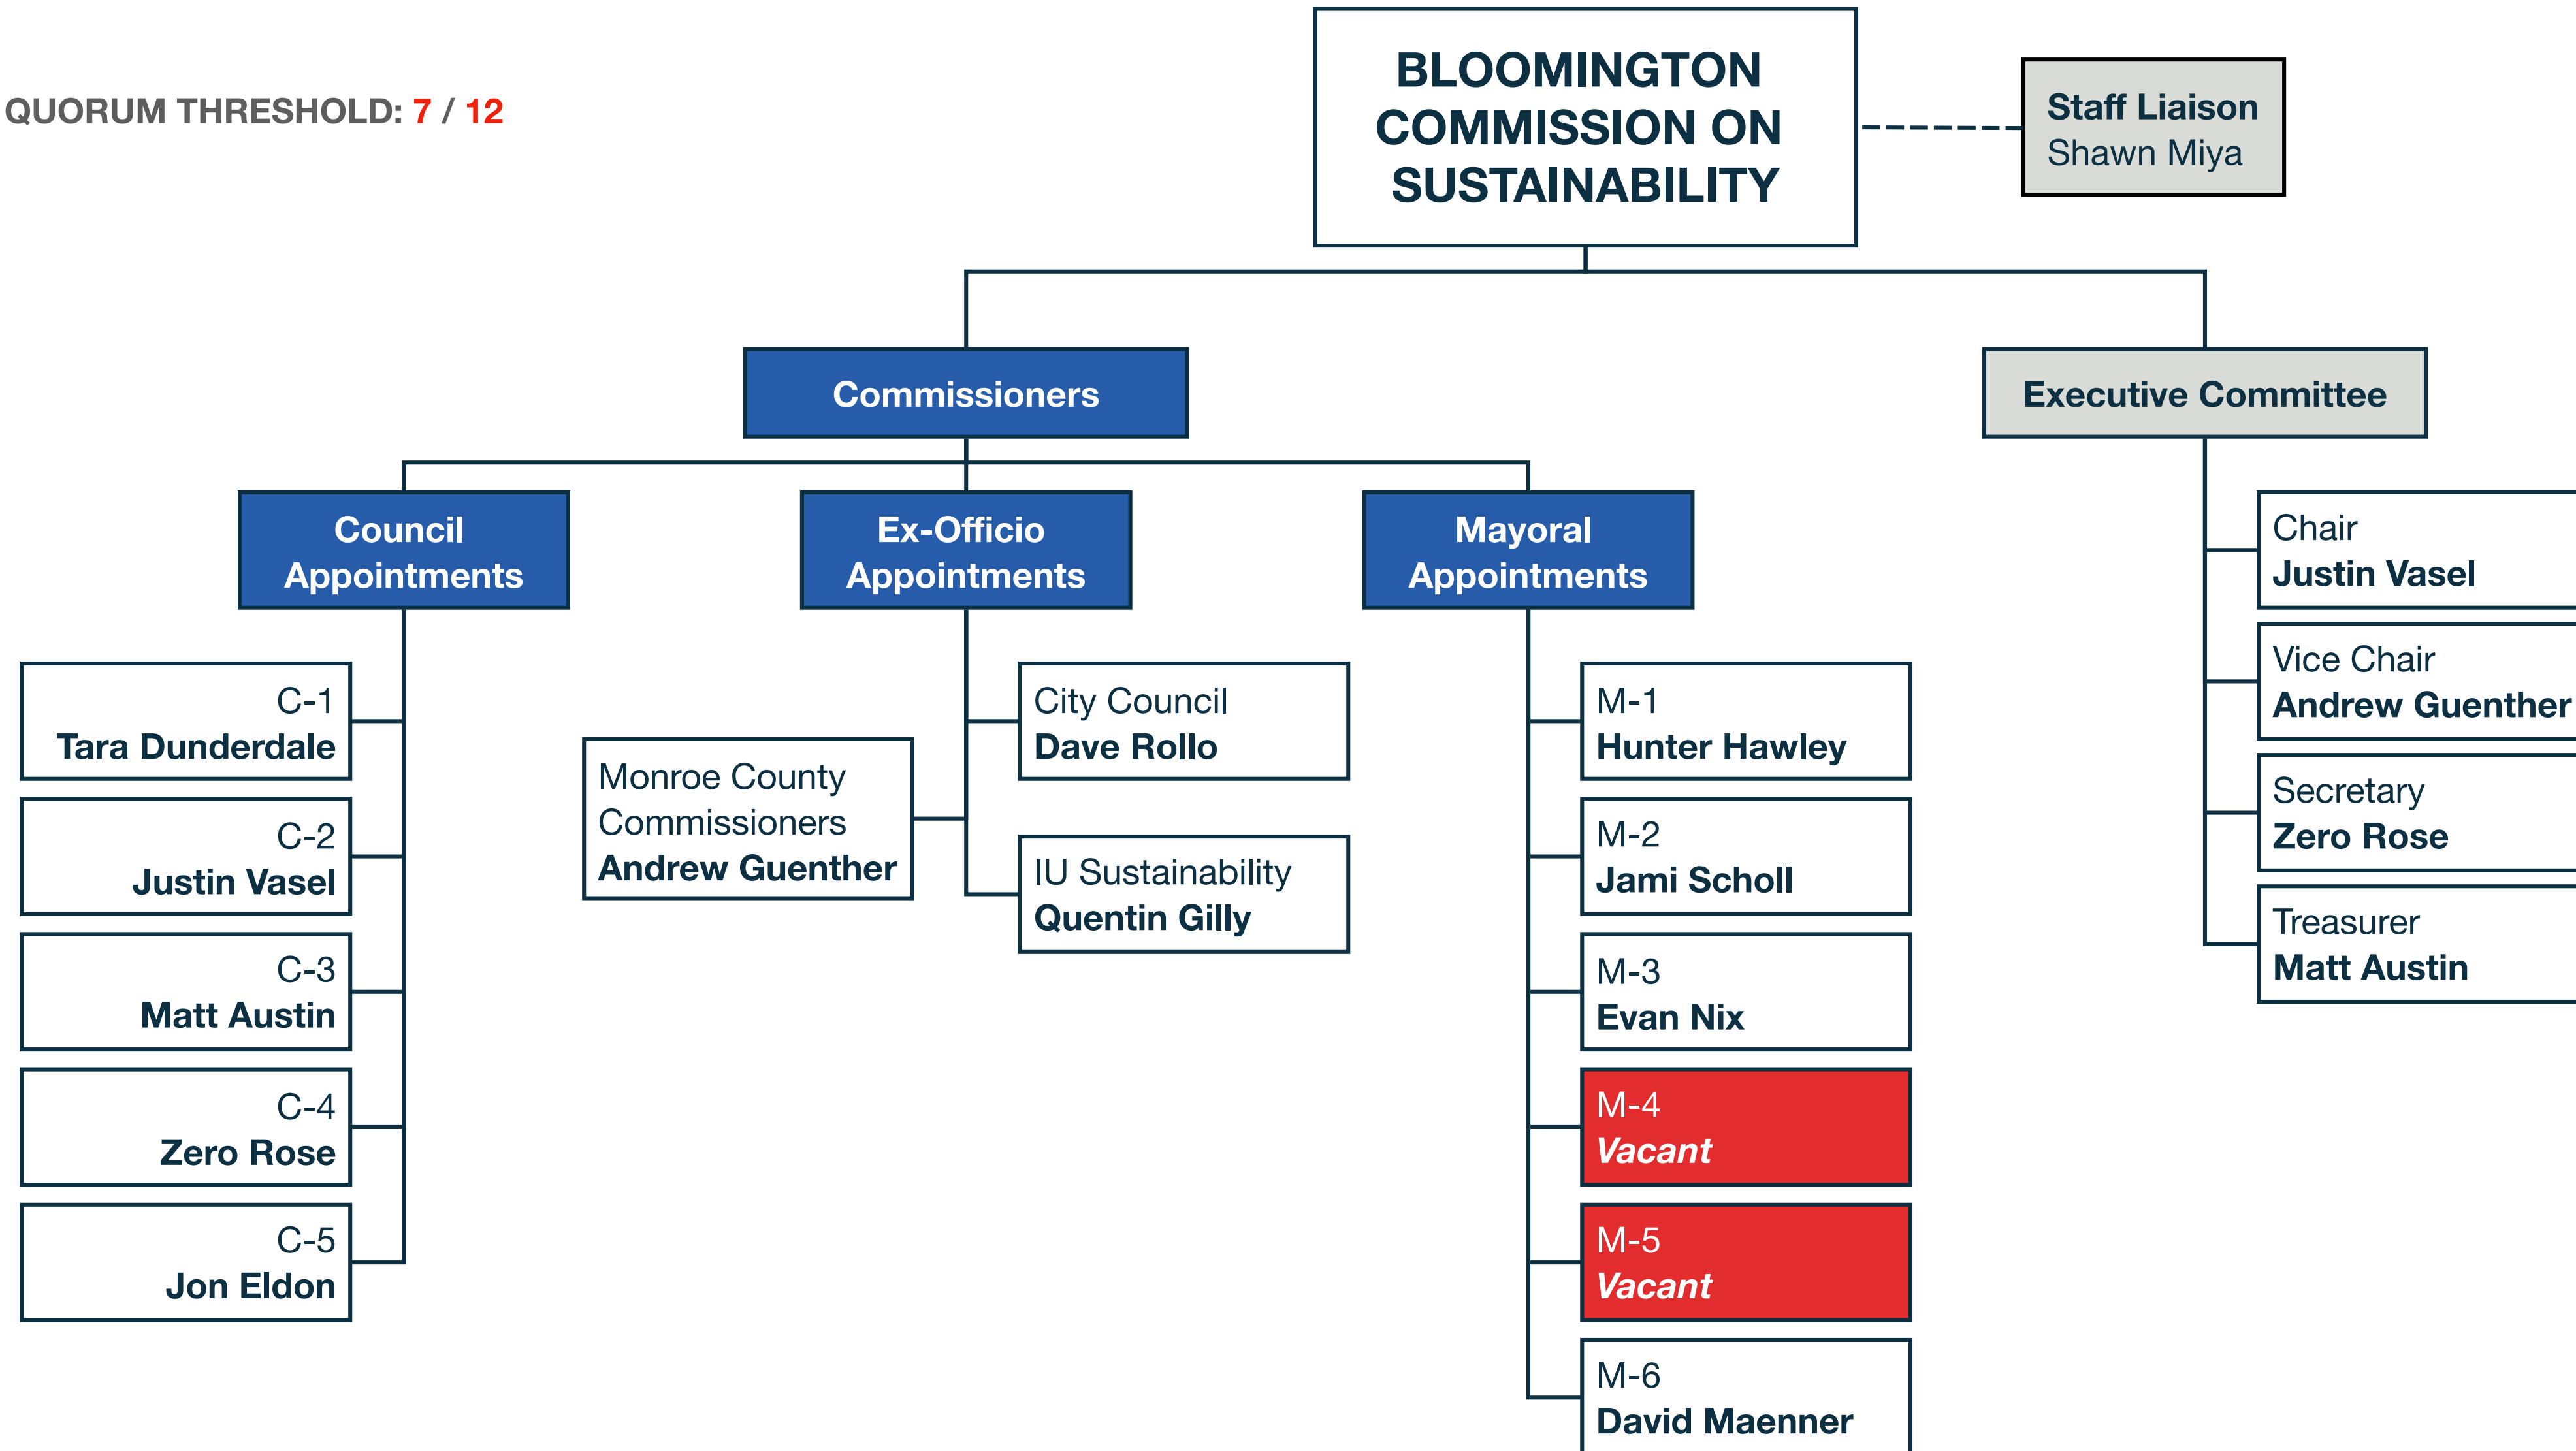 QUORUM THRESHOLD: 7 / 12
BLOOMINGTON
COMMISSION ON
SUSTAINABILITY
Staff Liaison
Shawn Miya
Commissioners
Executive Committee
Council
Appointments
C-1
Tara Dunderdale
C-2
Justin Vasel
C-3
Matt Austin
C-4
Zero Rose
C-5
Jon Eldon
Ex-Officio
Appointments
Monroe County
Commissioners
Andrew Guenther
City Council
Dave Rollo
IU Sustainability
Quentin Gilly
Mayoral
Appointments
M-1
Hunter Hawley
M-2
Jami Scholl
M-3
Evan Nix
M-4
Vacant
M-5
Vacant
M-6
David Maenner
Chair
Justin Vasel
Vice Chair
Andrew Guenther
Secretary
Zero Rose
Treasurer
Matt Austin